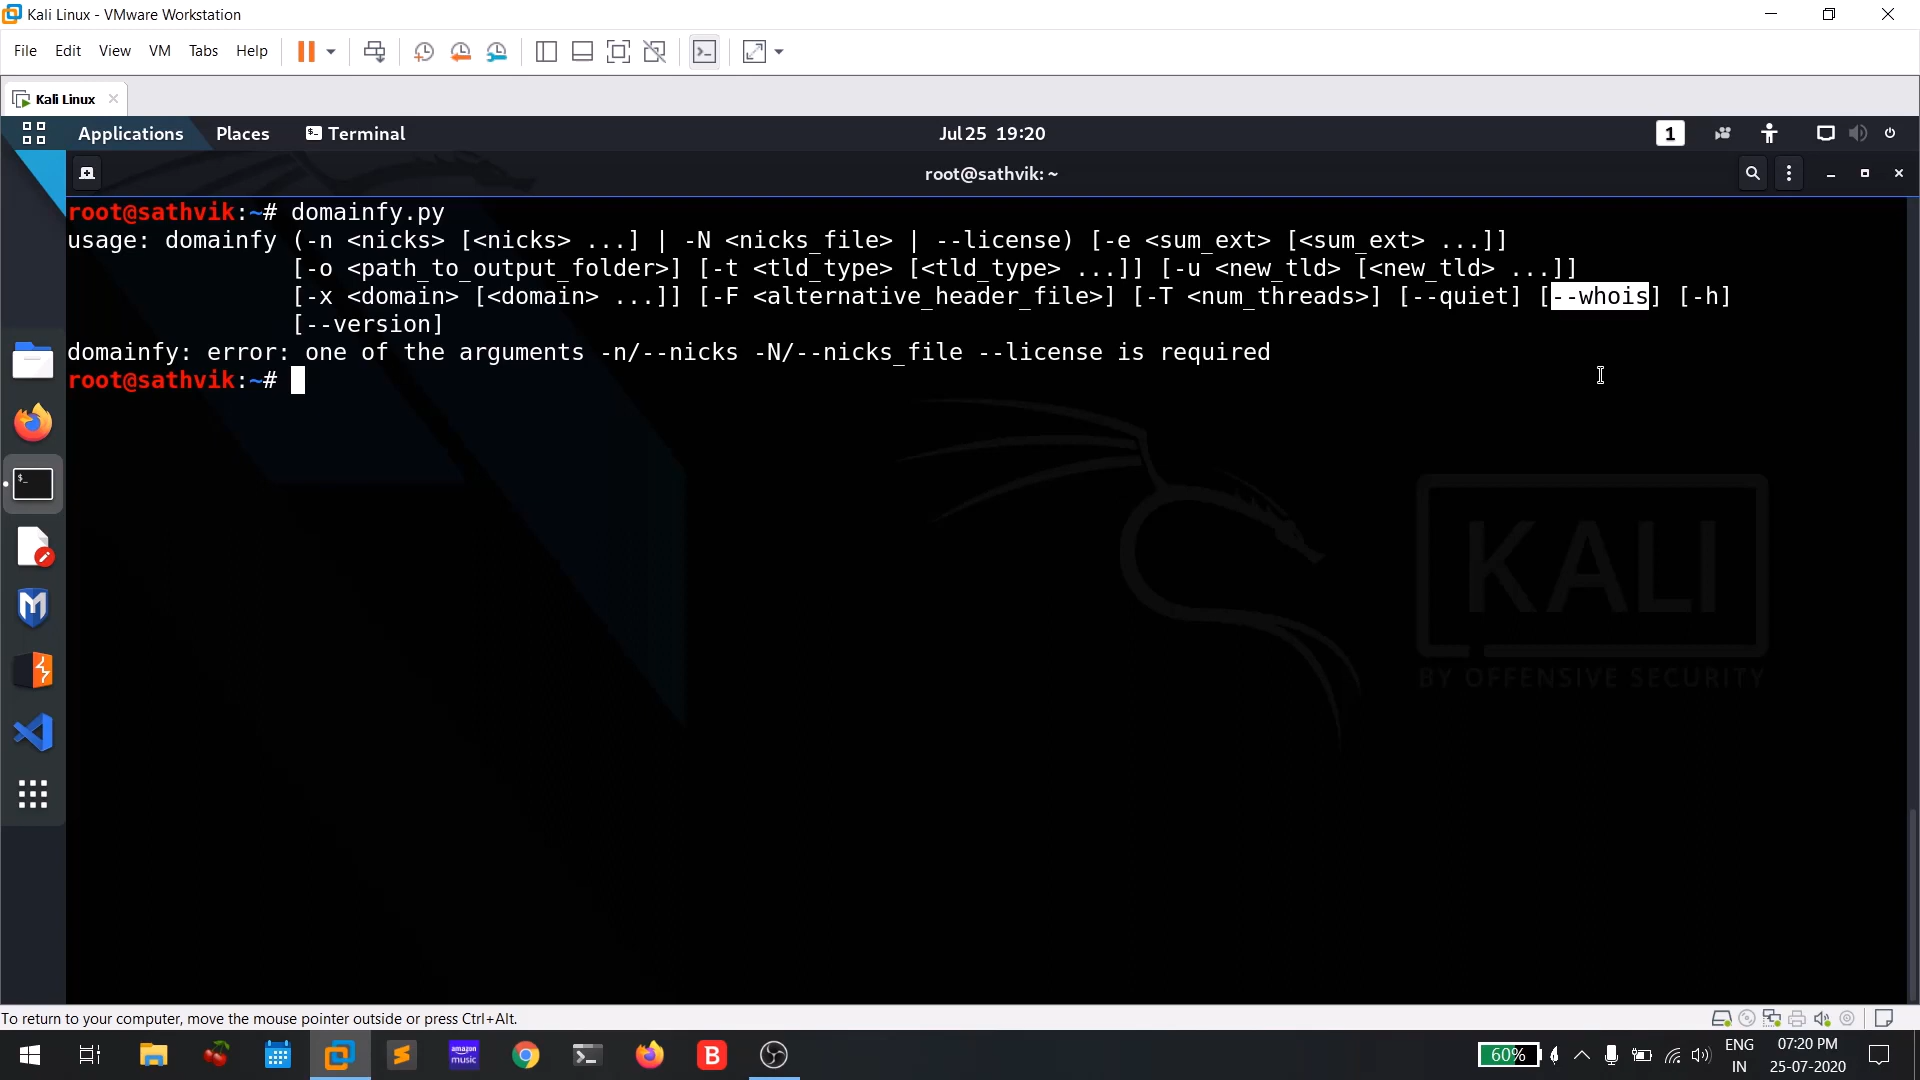 Kali Linux - VMware Workstation
File Edit View VM Tabs Help
Kali Linux
Applications Places Terminal Jul 25 19:20 1
root@sathvik: ~
root@sathvik:~# domainfy.py
usage: domainfy (-n <nicks> [<nicks> ...] | -N <nicks_file> | --license) [-e <sum_ext> [<sum_ext> ...]]
[-o <path_to_output_folder>] [-t <tld_type> [<tld_type> ...]] [-u <new_tld> [<new_tld> ...]]
[-x <domain> [<domain> ...]] [-F <alternative_header_file>] [-T <num_threads>] [--quiet] [--whois] [-h]
[--version]
domainfy: error: one of the arguments -n/--nicks -N/--nicks_file --license is required
root@sathvik:~#
KALI
BY OFFENSIVE SECURITY
To return to your computer, move the mouse pointer outside or press Ctrl+Alt.
amazon music
B
60%
ENG
IN
07:20 PM
25-07-2020